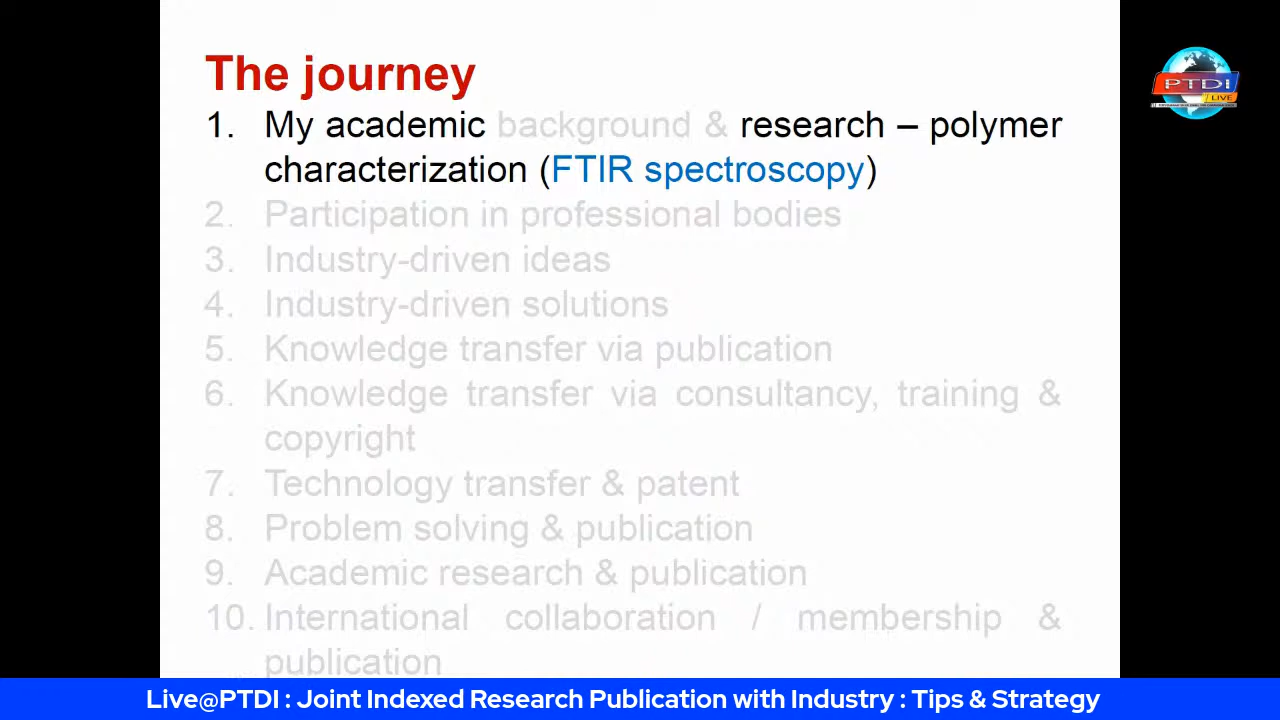 The journey
1. My academic background & research – polymer
characterization (FTIR spectroscopy)
2. Participation in professional bodies
3. Industry-driven ideas
4. Industry-driven solutions
5. Knowledge transfer via publication
6. Knowledge transfer via consultancy, training &
copyright
7. Technology transfer & patent
8. Problem solving & publication
9. Academic research & publication
10. International collaboration / membership &
publication
PTDI
LIVE
Live@PTDI : Joint Indexed Research Publication with Industry : Tips & Strategy